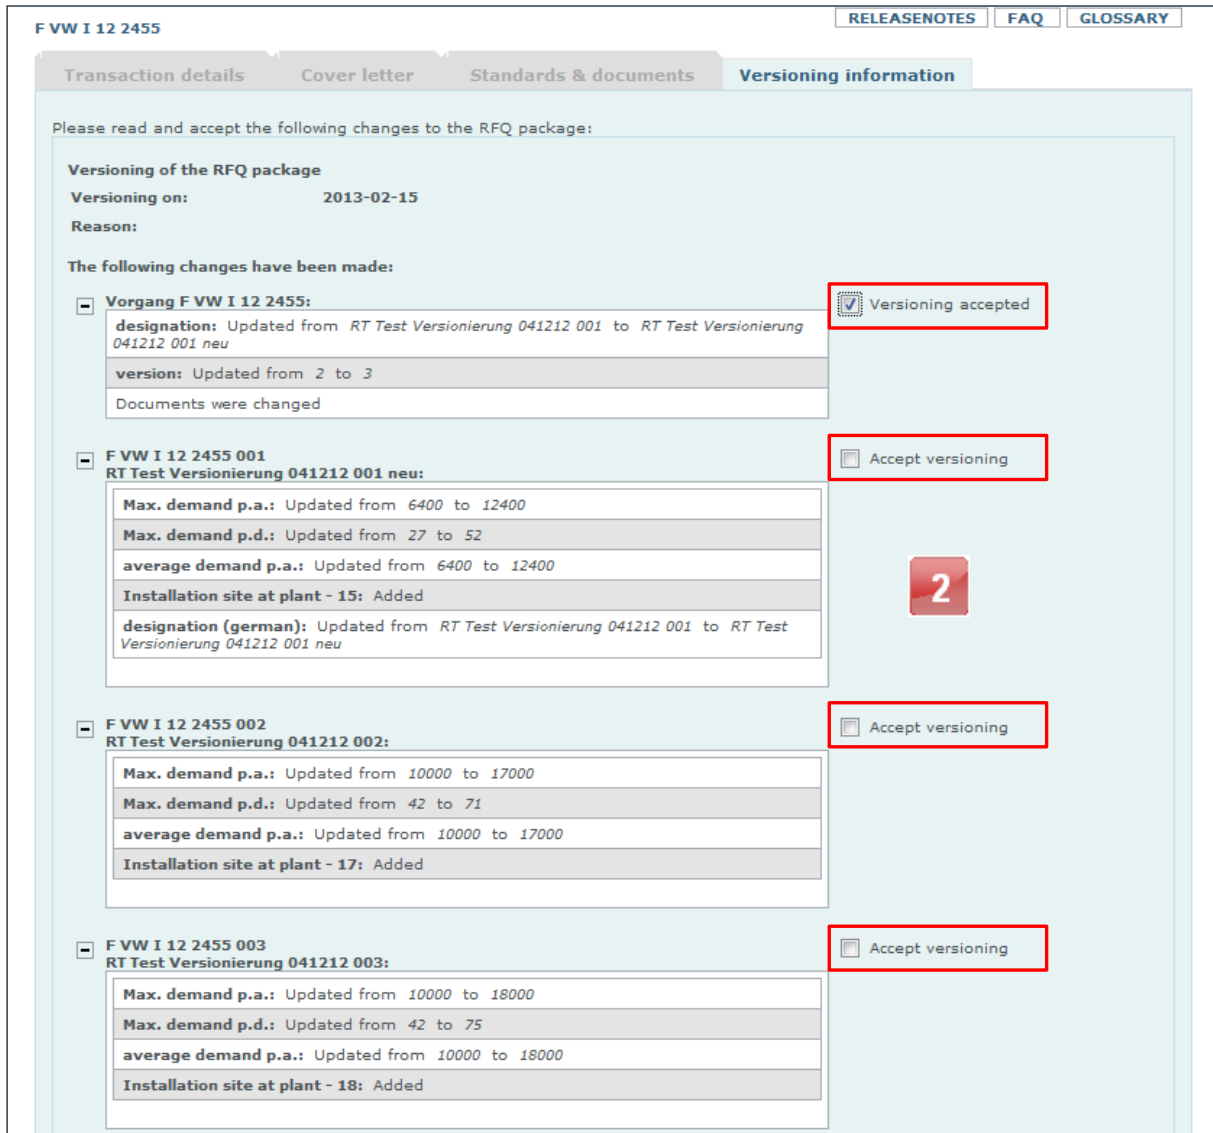 F VW I 12 2455
RELEASENOTES FAQ GLOSSARY
Transaction details Cover letter Standards & documents Versioning information
Please read and accept the following changes to the RFQ package:
Versioning of the RFQ package
Versioning on: 2013-02-15
Reason:
The following changes have been made:
Vorgang F VW I 12 2455:
Versioning accepted
designation: Updated from RT Test Versionierung 041212 001 to RT Test Versionierung
041212 001 neu
version: Updated from 2 to 3
Documents were changed
F VW I 12 2455 001
RT Test Versionierung 041212 001 neu:
Accept versioning
Max. demand p.a.: Updated from 6400 to 12400
Max. demand p.d.: Updated from 27 to 52
average demand p.a.: Updated from 6400 to 12400
Installation site at plant - 15: Added
designation (german): Updated from RT Test Versionierung 041212 001 to RT Test
Versionierung 041212 001 neu
2
F VW I 12 2455 002
RT Test Versionierung 041212 002:
Accept versioning
Max. demand p.a.: Updated from 10000 to 17000
Max. demand p.d.: Updated from 42 to 71
average demand p.a.: Updated from 10000 to 17000
Installation site at plant - 17: Added
F VW I 12 2455 003
RT Test Versionierung 041212 003:
Accept versioning
Max. demand p.a.: Updated from 10000 to 18000
Max. demand p.d.: Updated from 42 to 75
average demand p.a.: Updated from 10000 to 18000
Installation site at plant - 18: Added